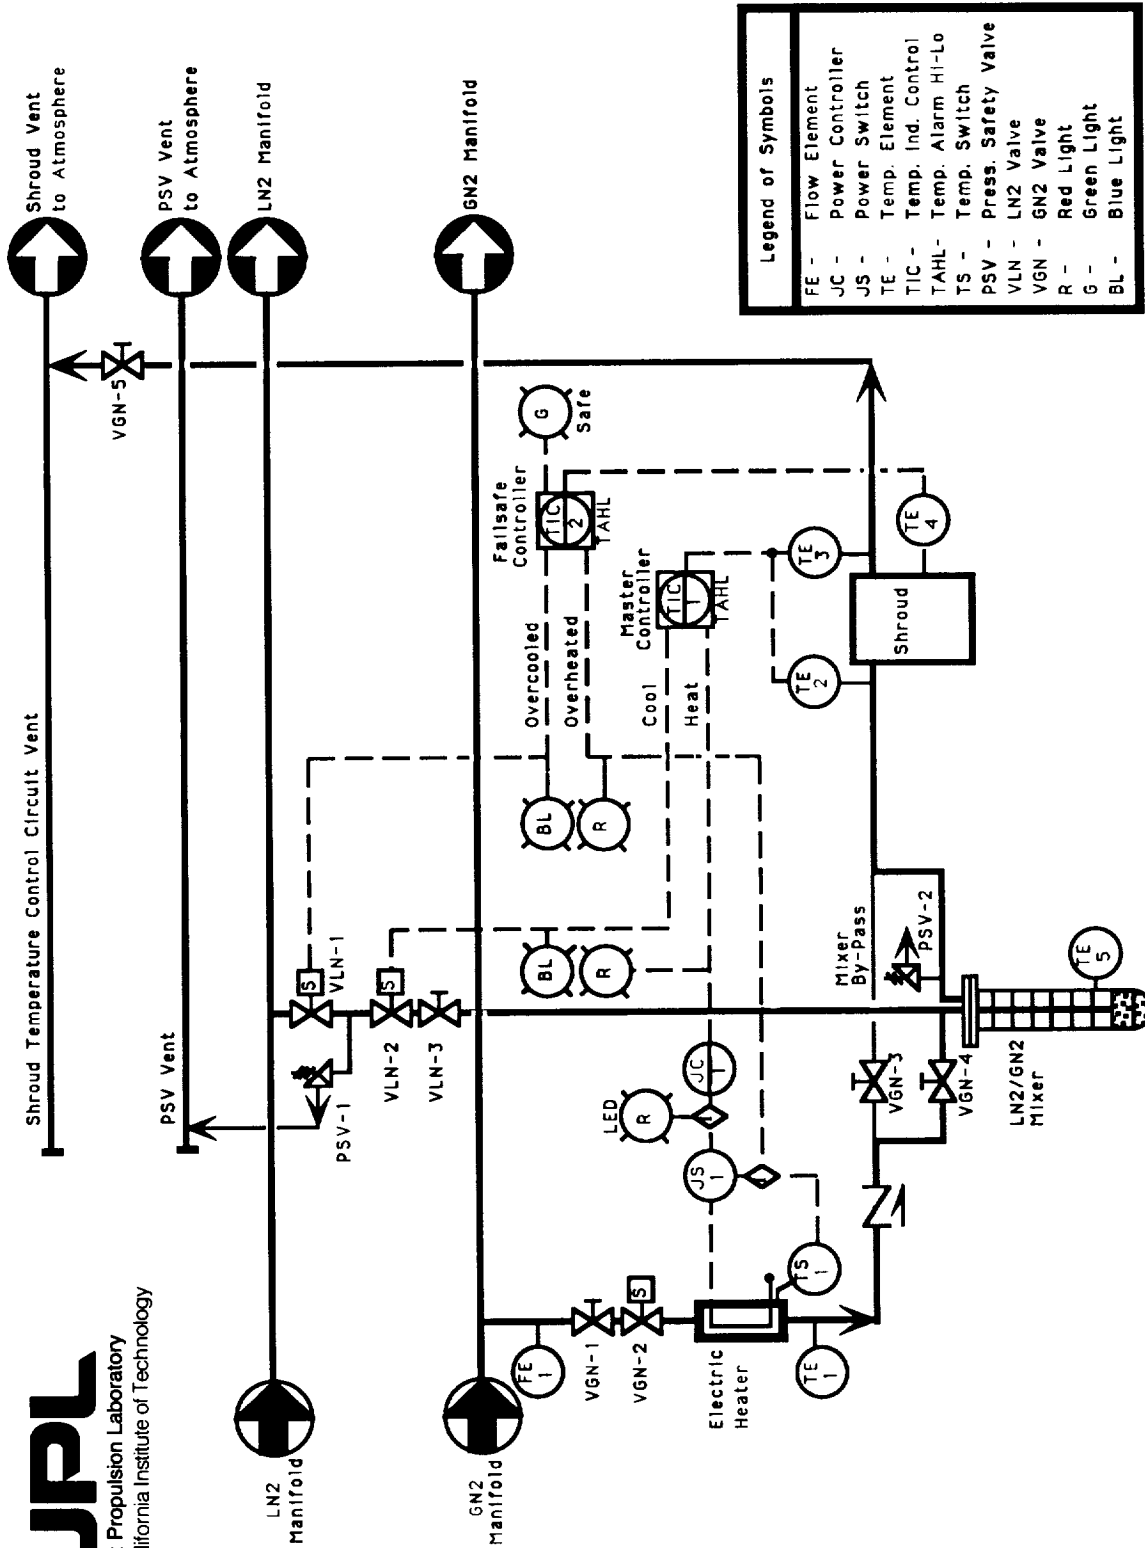 JPL
Propulsion Laboratory
lifornia Institute of Technology
Shroud Temperature Control Circuit Vent
Shroud Vent
to Atmosphere
VGN-5
PSV Vent
PSV Vent
to Atmosphere
LN2
Manifold
LN2 Manifold
PSV-1
S
VLN-1
S
VLN-2
VLN-3
GN2
Manifold
GN2 Manifold
FE
1
VGN-1
S
VGN-2
Electric
Heater
TE
1
TS
1
JS
1
LED
R
JC
1
BL
R
BL
R
Overcooled
Overheated
Cool
Heat
Failsafe
Controller
TIC
2
TAHL
G
Safe
Master
Controller
TIC
1
TAHL
TE
2
TE
3
TE
4
Shroud
Mixer
By-Pass
VGN-3
VGN-4
PSV-2
LN2/GN2
Mixer
TE
5
Legend of Symbols
FE - Flow Element
JC - Power Controller
JS - Power Switch
TE - Temp. Element
TIC - Temp. Ind. Control
TAHL- Temp. Alarm Hi-Lo
TS - Temp. Switch
PSV - Press. Safety Valve
VLN - LN2 Valve
VGN - GN2 Valve
R - Red Light
G - Green Light
BL - Blue Light